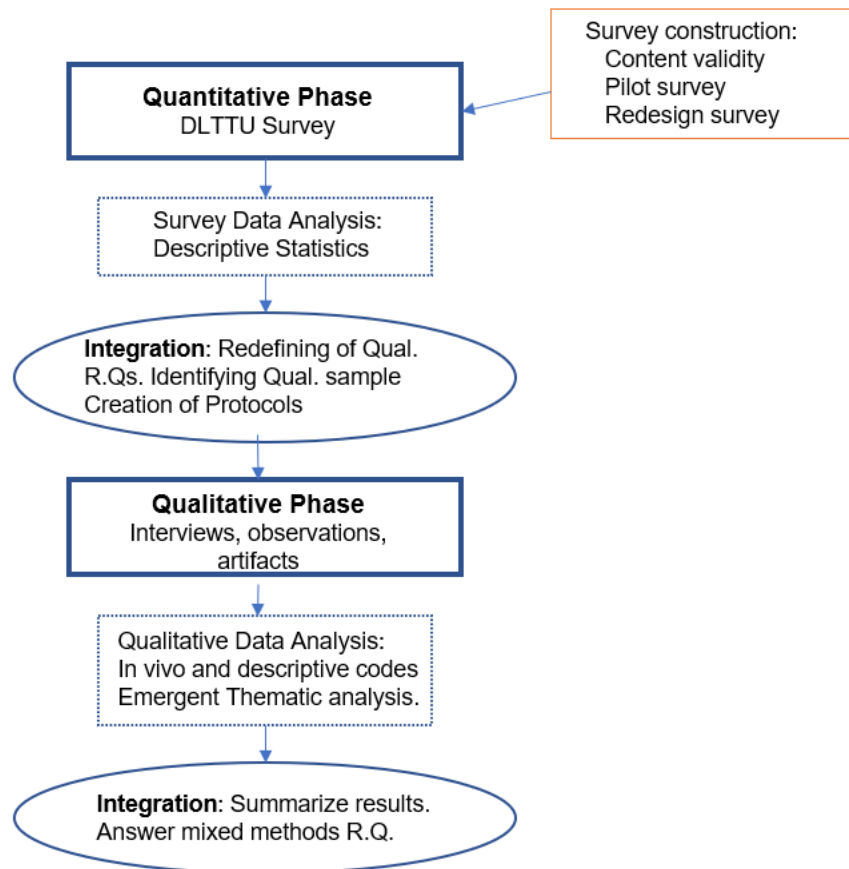 Survey construction:
Content validity
Pilot survey
Redesign survey
Quantitative Phase
DLTTU Survey
Survey Data Analysis:
Descriptive Statistics
Integration: Redefining of Qual.
R.Qs. Identifying Qual. sample
Creation of Protocols
Qualitative Phase
Interviews, observations,
artifacts
Qualitative Data Analysis:
In vivo and descriptive codes
Emergent Thematic analysis.
Integration: Summarize results.
Answer mixed methods R.Q.